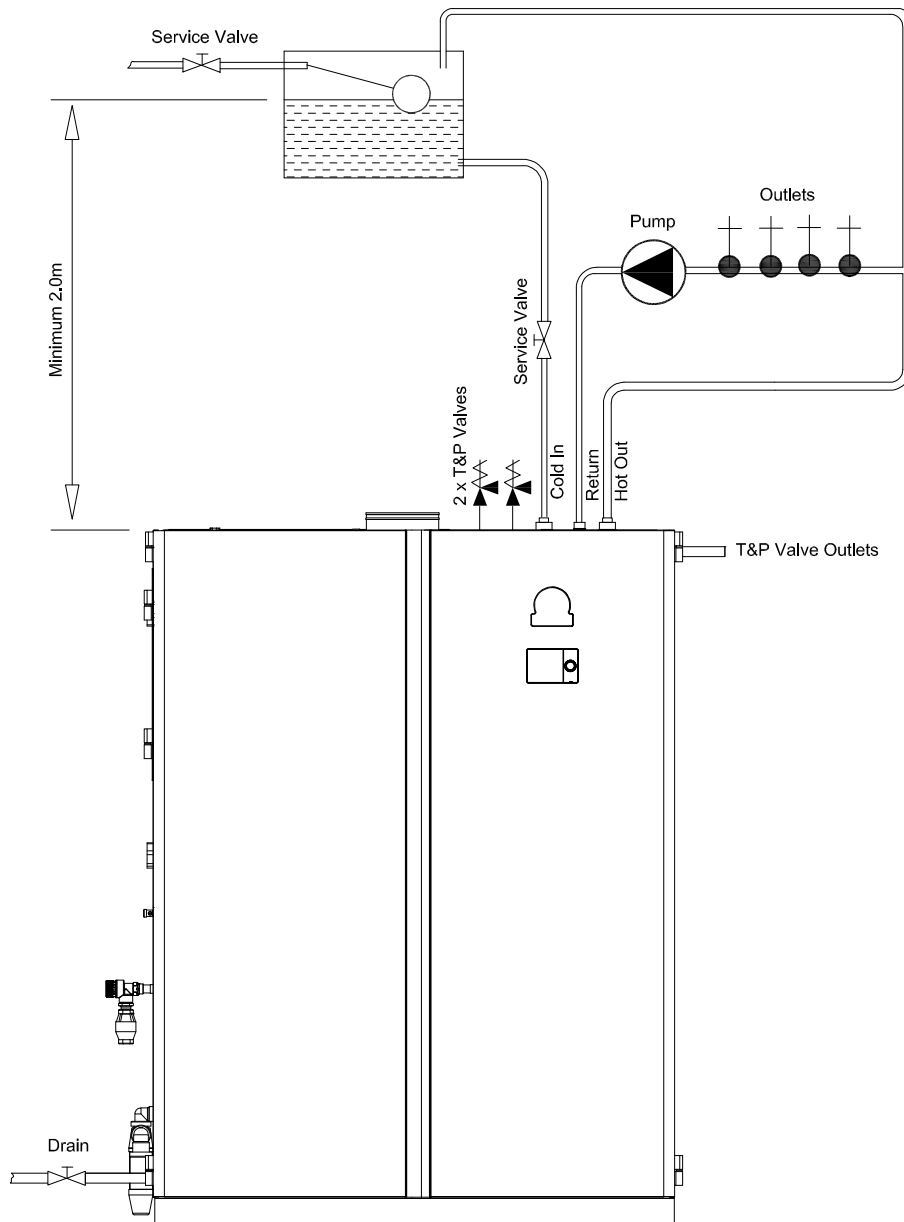 Service Valve
Outlets
Pump
Minimum 2.0m
Service Valve
2 x T&P Valves
Cold In
Return
Hot Out
T&P Valve Outlets
Drain